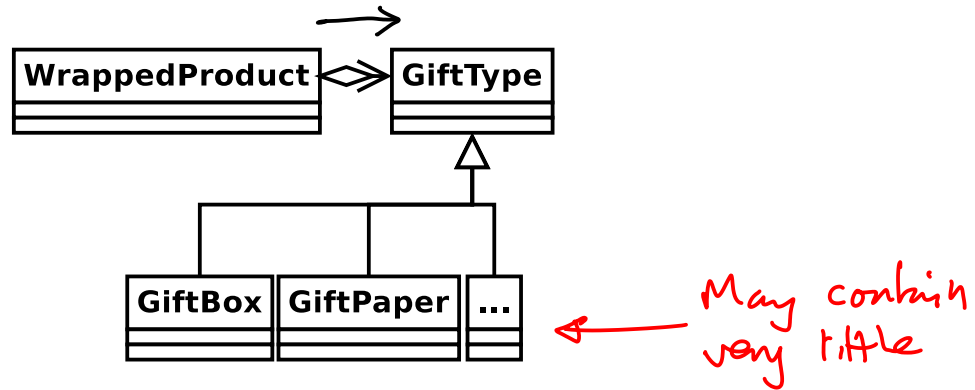 WrappedProduct
GiftType
GiftBox
GiftPaper
...
May contain
very little